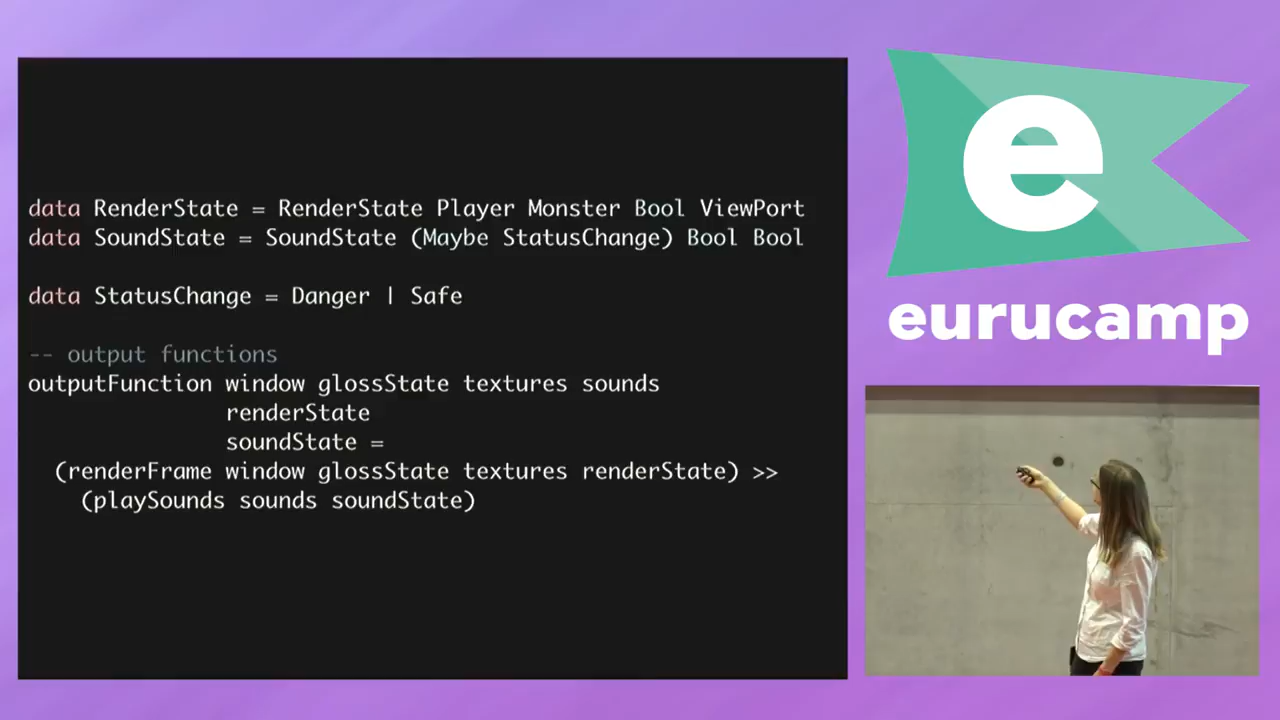 data RenderState = RenderState Player Monster Bool ViewPort
data SoundState = SoundState (Maybe StatusChange) Bool Bool
data StatusChange = Danger | Safe
-- output functions
outputFunction window glossState textures sounds
renderState
soundState =
(renderFrame window glossState textures renderState) >>
(playSounds sounds soundState)
e
eurucamp